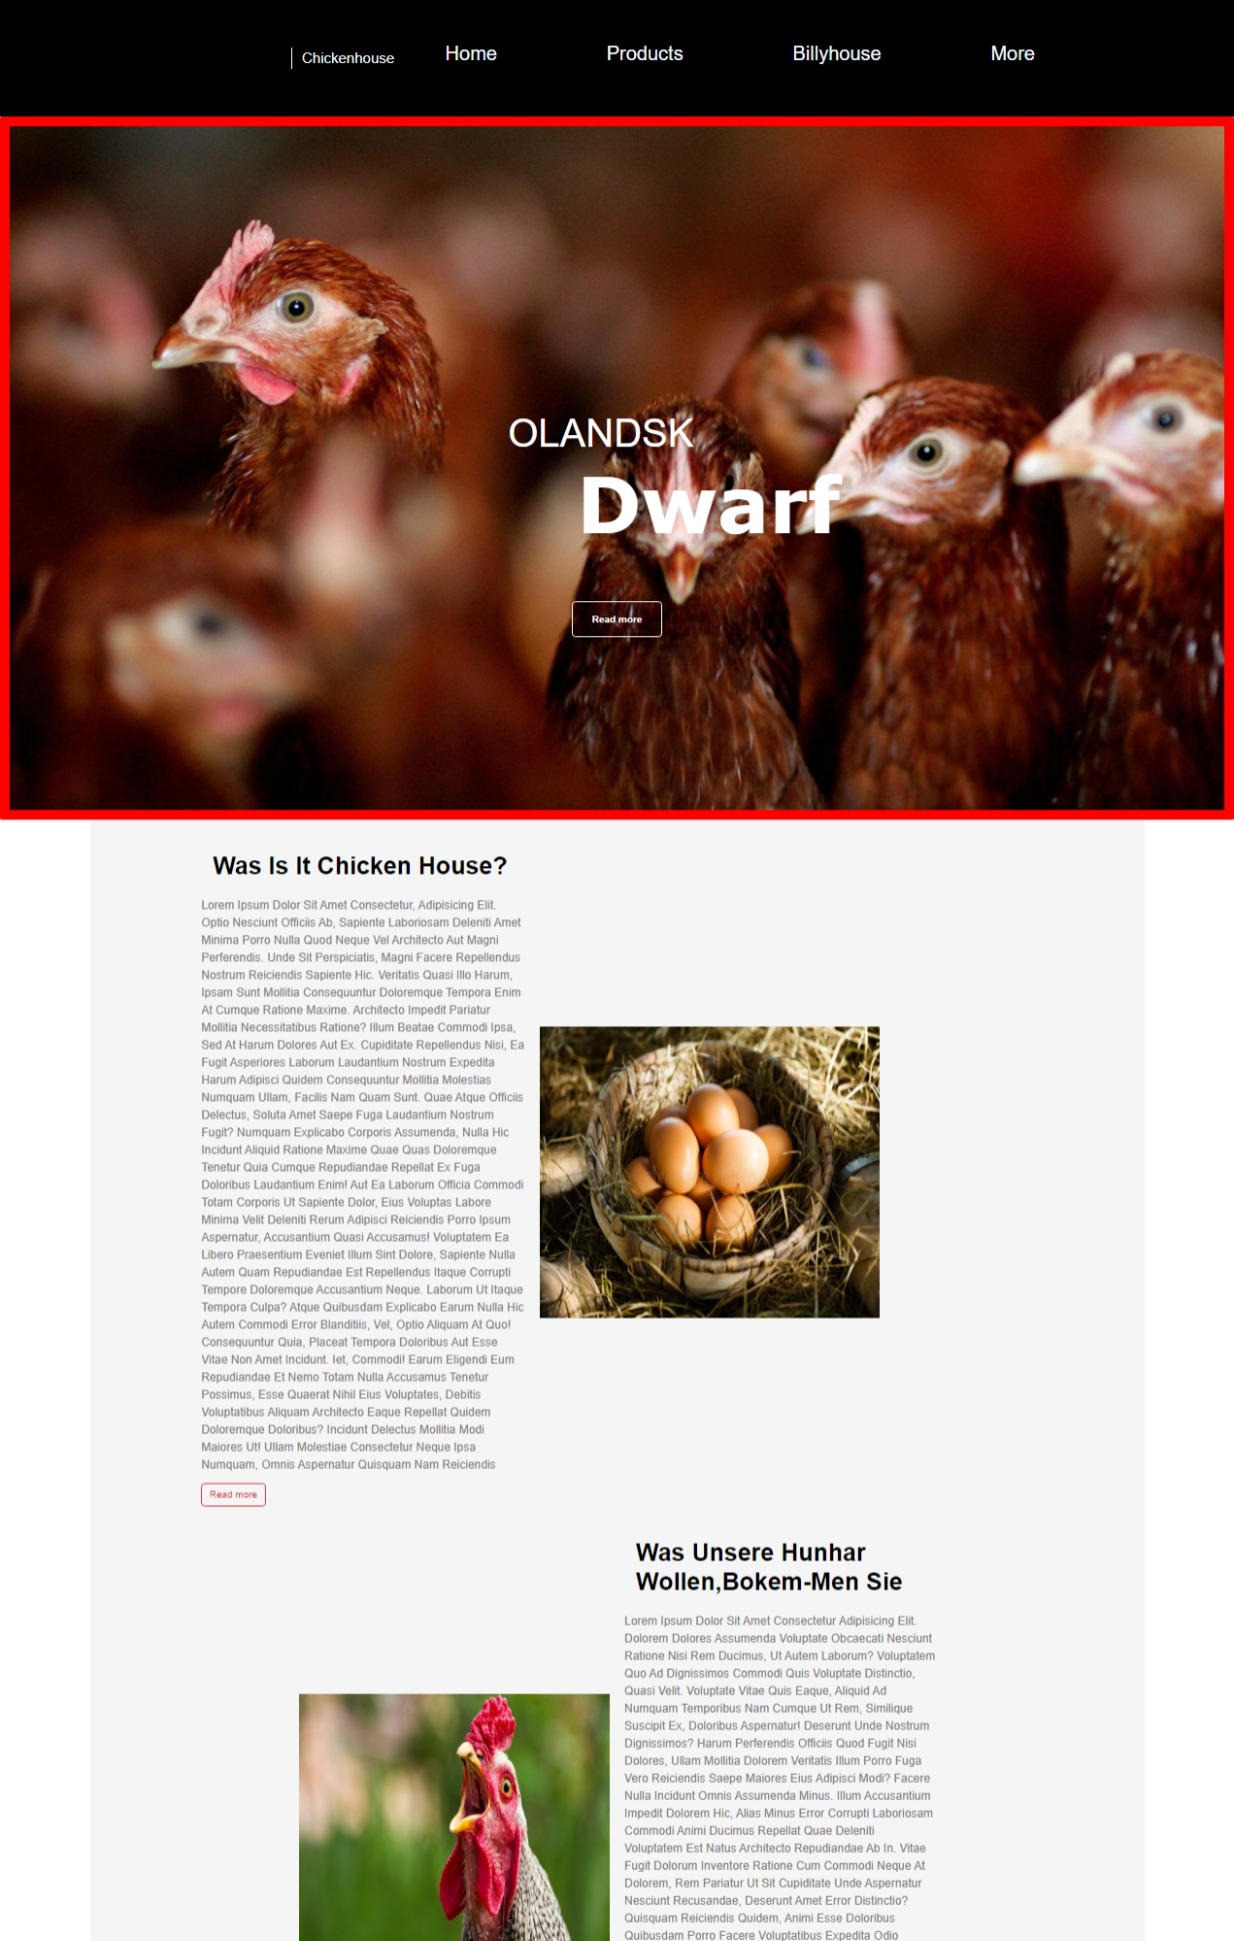 Chickenhouse Home Products Billyhouse More
OLANDSK
Dwarf
Read more
Was Is It Chicken House?
Lorem Ipsum Dolor Sit Amet Consectetur, Adipisicing Elit.
Optio Nesciunt Officiis Ab, Sapiente Laboriosam Deleniti Amet
Minima Porro Nulla Quod Neque Vel Architecto Aut Magni
Perferendis. Unde Sit Perspiciatis, Magni Facere Repellendus
Nostrum Reiciendis Sapiente Hic. Veritatis Quasi Illo Harum,
Ipsam Sunt Mollitia Consequuntur Doloremque Tempora Enim
At Cumque Ratione Maxime. Architecto Impedit Pariatur
Mollitia Necessitatibus Ratione? Illum Beatae Commodi Ipsa,
Sed At Harum Dolores Aut Ex. Cupiditate Repellendus Nisi, Ea
Fugit Asperiores Laborum Laudantium Nostrum Expedita
Harum Adipisci Quidem Consequuntur Mollitia Molestias
Numquam Ullam, Facilis Nam Quam Sunt. Quae Atque Officiis
Delectus, Soluta Amet Saepe Fuga Laudantium Nostrum
Fugit? Numquam Explicabo Corporis Assumenda, Nulla Hic
Incidunt Aliquid Ratione Maxime Quae Quas Doloremque
Tenetur Quia Cumque Repudiandae Repellat Ex Fuga
Doloribus Laudantium Enim! Aut Ea Laborum Officia Commodi
Totam Corporis Ut Sapiente Dolor, Eius Voluptas Labore
Minima Velit Deleniti Rerum Adipisci Reiciendis Porro Ipsum
Aspernatur, Accusantium Quasi Accusamus! Voluptatem Ea
Libero Praesentium Eveniet Illum Sint Dolore, Sapiente Nulla
Autem Quam Repudiandae Est Repellendus Itaque Corrupti
Tempore Doloremque Accusantium Neque. Laborum Ut Itaque
Tempora Culpa? Atque Quibusdam Explicabo Earum Nulla Hic
Autem Commodi Error Blanditiis, Vel, Optio Aliquam At Quo!
Consequuntur Quia, Placeat Tempora Doloribus Aut Esse
Vitae Non Amet Incidunt. Iet, Commodi! Earum Eligendi Eum
Repudiandae Et Nemo Totam Nulla Accusamus Tenetur
Possimus, Esse Quaerat Nihil Eius Voluptates, Debitis
Voluptatibus Aliquam Architecto Eaque Repellat Quidem
Doloremque Doloribus? Incidunt Delectus Mollitia Modi
Maiores Ut! Ullam Molestiae Consectetur Neque Ipsa
Numquam, Omnis Aspernatur Quisquam Nam Reiciendis
Read more
Was Unsere Hunhar
Wollen,Bokem-Men Sie
Lorem Ipsum Dolor Sit Amet Consectetur Adipisicing Elit.
Dolorem Dolores Assumenda Voluptate Obcaecati Nesciunt
Ratione Nisi Rem Ducimus, Ut Autem Laborum? Voluptatem
Quo Ad Dignissimos Commodi Quis Voluptate Distinctio,
Quasi Velit. Voluptate Vitae Quis Eaque, Aliquid Ad
Numquam Temporibus Nam Cumque Ut Rem, Similique
Suscipit Ex, Doloribus Aspernatur! Deserunt Unde Nostrum
Dignissimos? Harum Perferendis Officiis Quod Fugit Nisi
Dolores, Ullam Mollitia Dolorem Veritatis Illum Porro Fuga
Vero Reiciendis Saepe Maiores Eius Adipisci Modi? Facere
Nulla Incidunt Omnis Assumenda Minus. Illum Accusantium
Impedit Dolorem Hic, Alias Minus Error Corrupti Laboriosam
Commodi Animi Ducimus Repellat Quae Deleniti
Voluptatem Est Natus Architecto Repudiandae Ab In. Vitae
Fugit Dolorum Inventore Ratione Cum Commodi Neque At
Dolorem, Rem Pariatur Ut Sit Cupiditate Unde Aspernatur
Nesciunt Recusandae, Deserunt Amet Error Distinctio?
Quisquam Reiciendis Quidem, Animi Esse Doloribus
Quibusdam Porro Facere Voluptatibus Expedita Odio